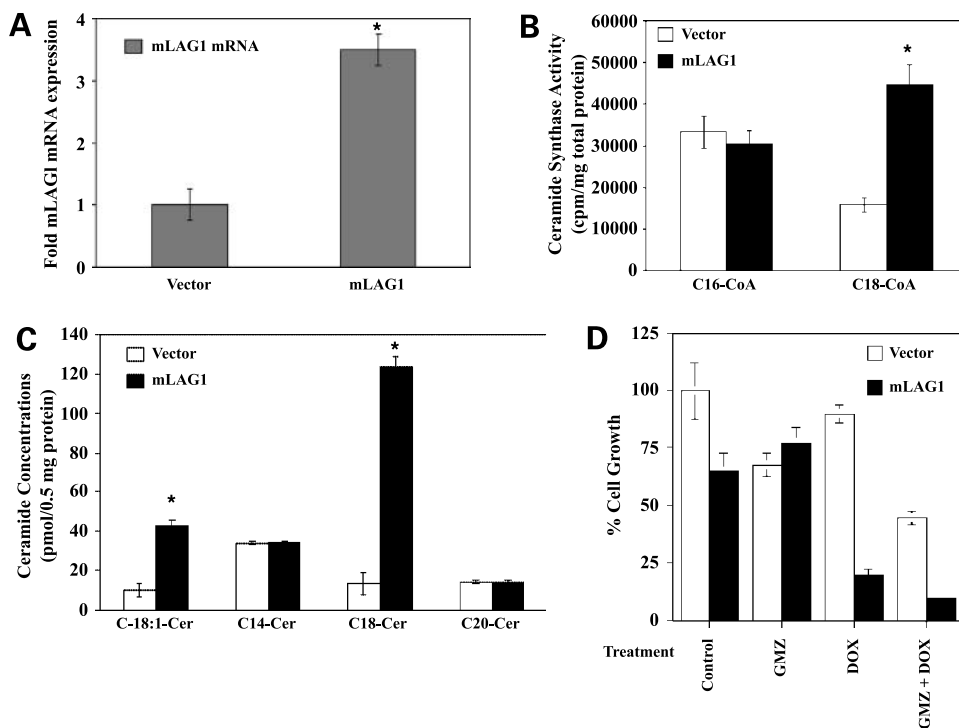 A
Fold mLAGl mRNA expression
4
3
2
1
0
*
mLAG1 mRNA
Vector
mLAG1
B
Ceramide Synthase Activity
(cpm/mg total protein)
60000
50000
40000
30000
20000
10000
0
Vector
mLAG1
*
C16-CoA
C18-CoA
C
Ceramide Concentrations
(pmol/0.5 mg protein)
140
120
100
80
60
40
20
0
Vector
mLAG1
*
*
C-18:1-Cer
C14-Cer
C18-Cer
C20-Cer
D
% Cell Growth
125
100
75
50
25
0
Vector
mLAG1
Treatment
Control
GMZ
DOX
GMZ + DOX